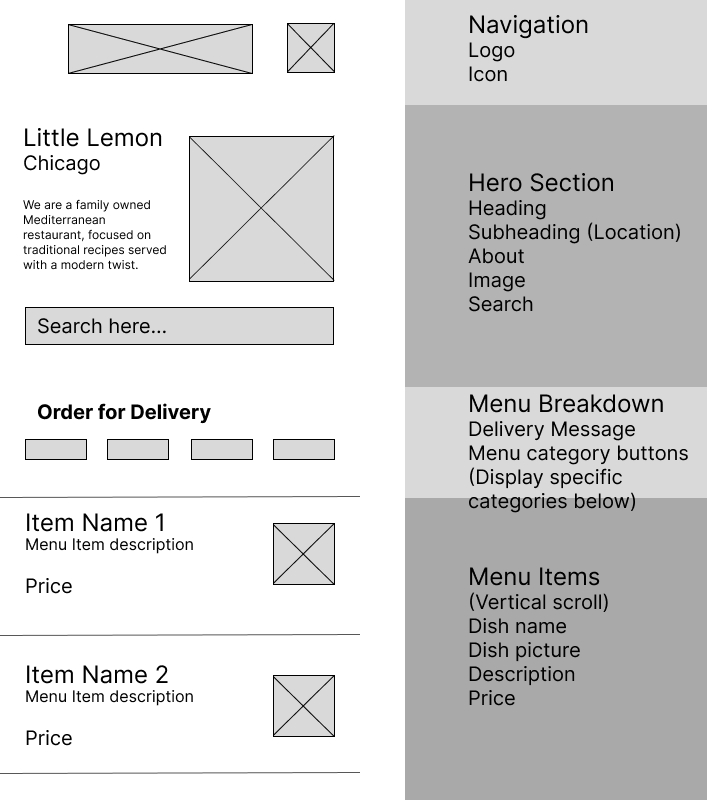 Little Lemon
Chicago
We are a family owned
Mediterranean
restaurant, focused on
traditional recipes served
with a modern twist.
Search here...
Order for Delivery
Item Name 1
Menu Item description
Price
Item Name 2
Menu Item description
Price
Navigation
Logo
Icon
Hero Section
Heading
Subheading (Location)
About
Image
Search
Menu Breakdown
Delivery Message
Menu category buttons
(Display specific
categories below)
Menu Items
(Vertical scroll)
Dish name
Dish picture
Description
Price